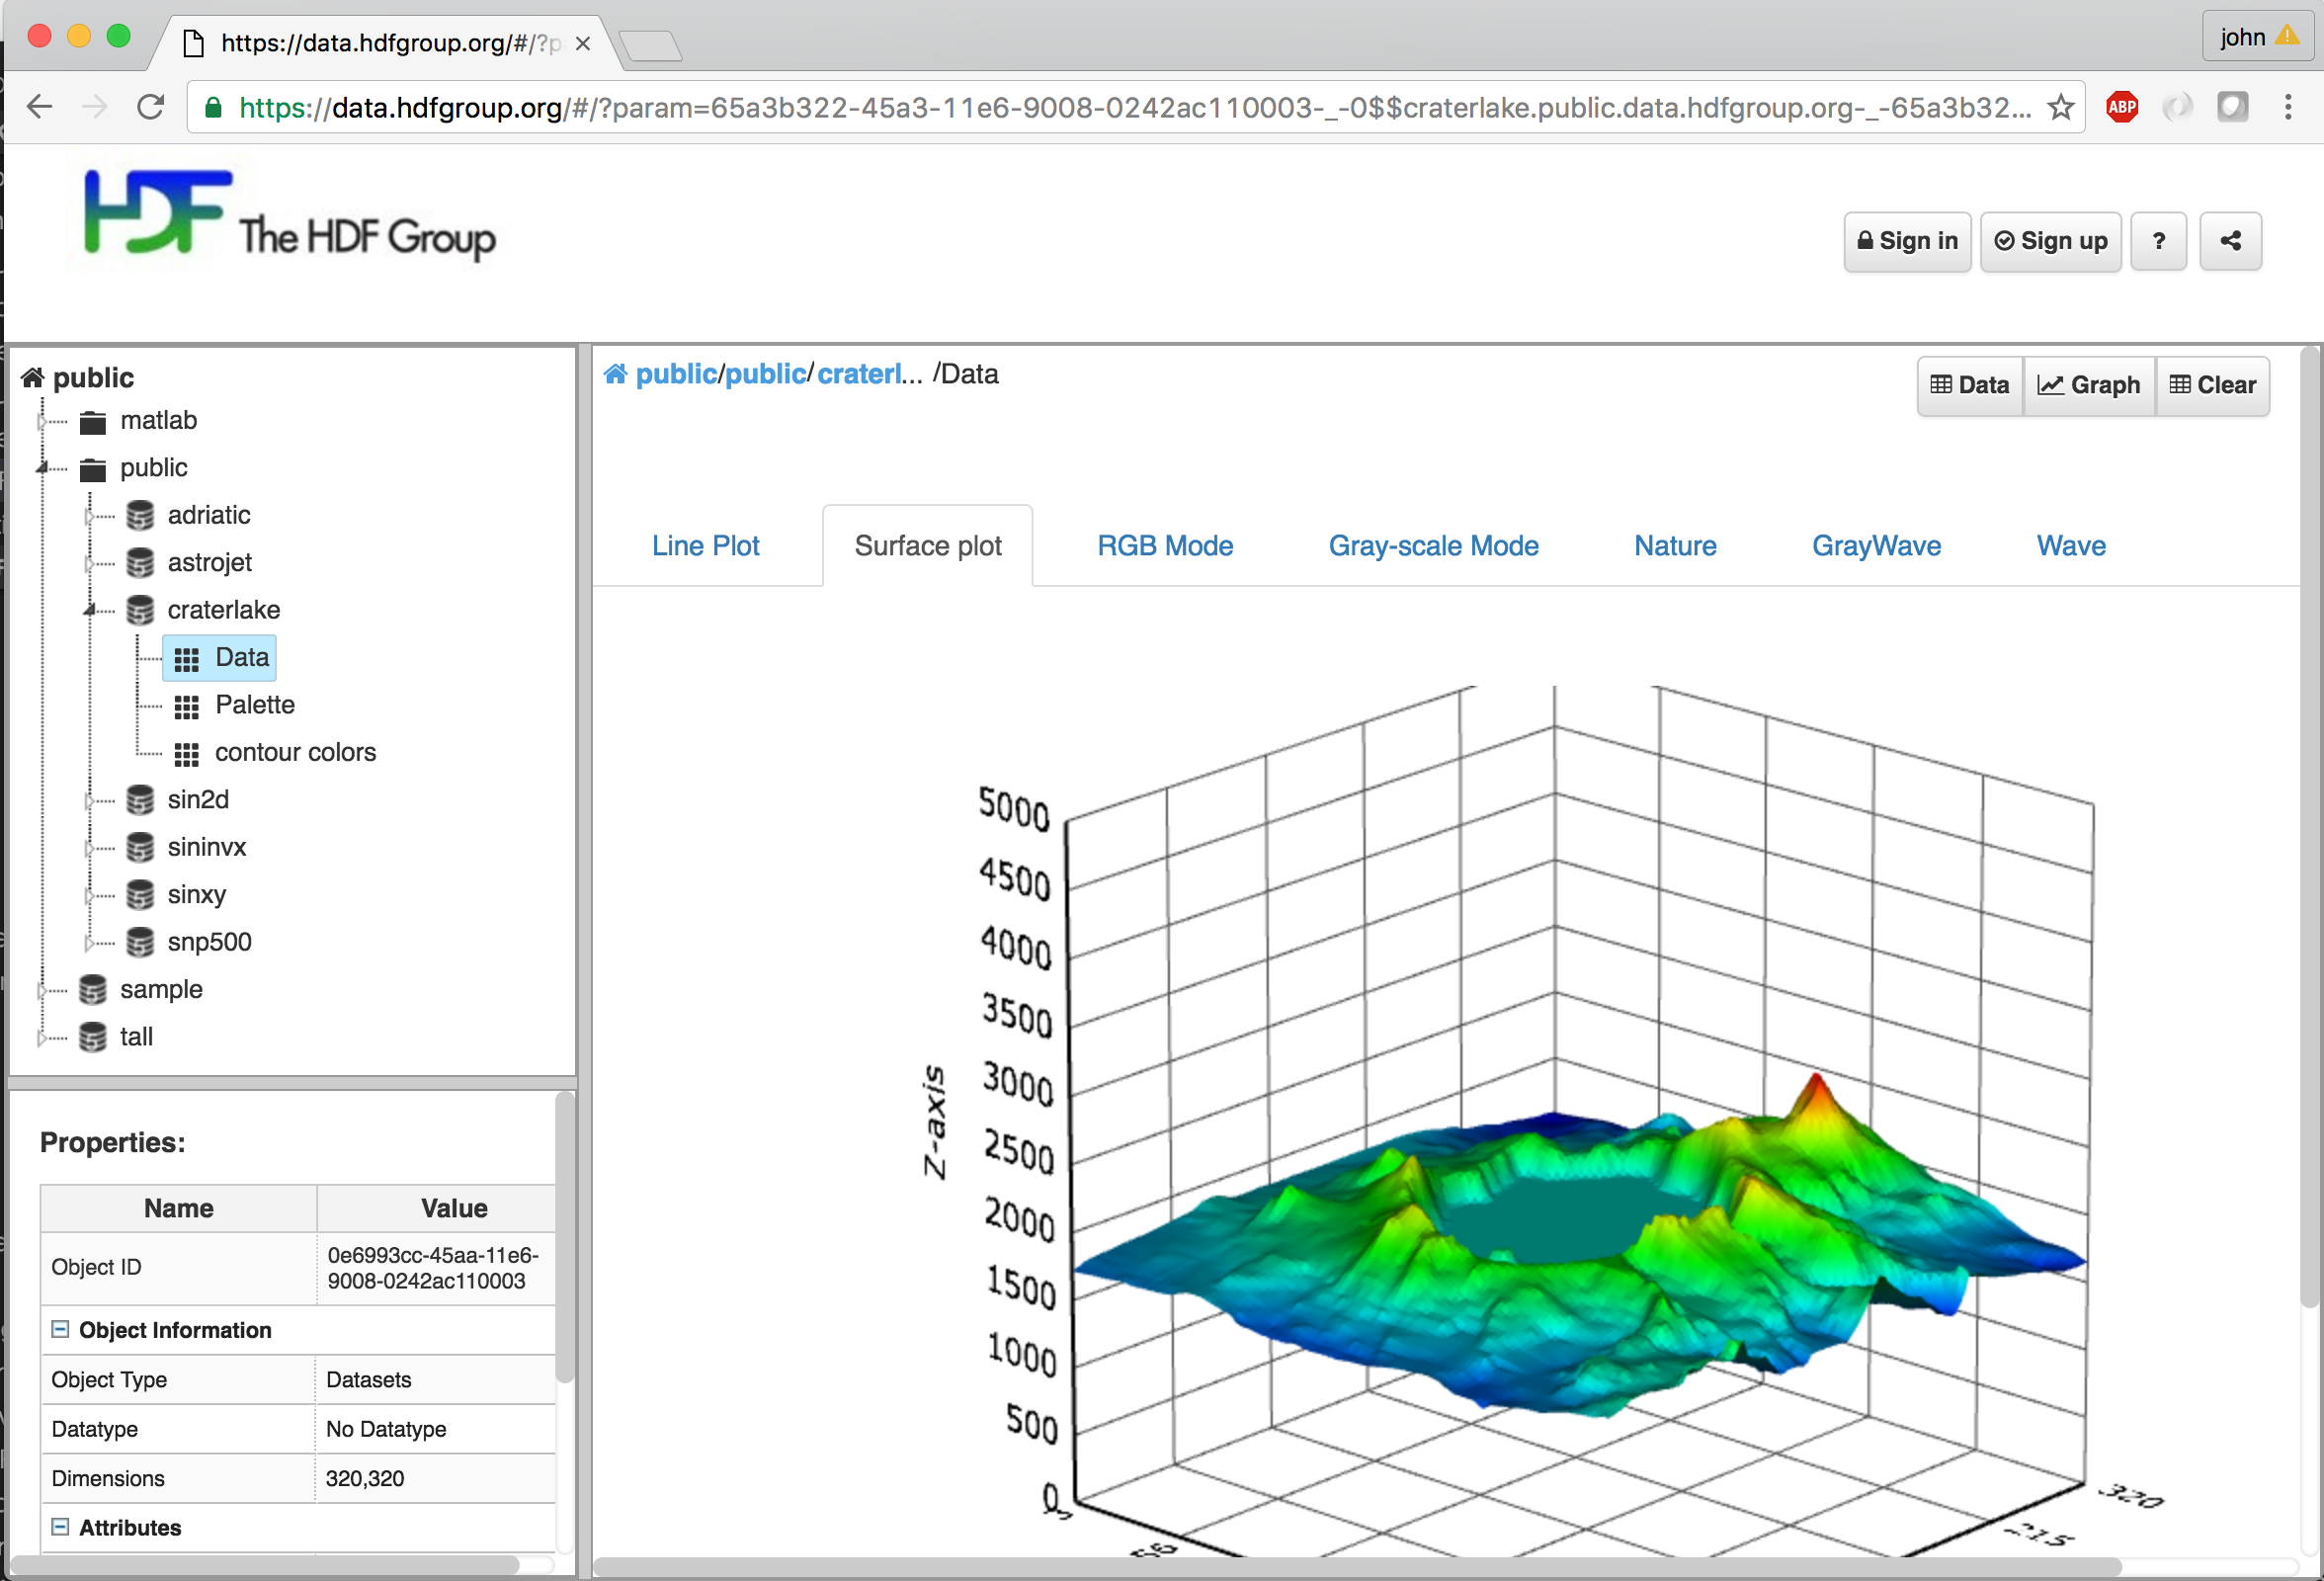 https://data.hdfgroup.org/#/?p
john
https://data.hdfgroup.org/#/?param=65a3b322-45a3-11e6-9008-0242ac110003-_-0$$craterlake.public.data.hdfgroup.org-_-65a3b32...
ABP
HDF The HDF Group
Sign in
Sign up
?
public
matlab
public
adriatic
astrojet
craterlake
Data
Palette
contour colors
sin2d
sininvx
sinxy
snp500
sample
tall
Properties:
Name Value
Object ID 0e6993cc-45aa-11e6-
9008-0242ac110003
Object Information
Object Type Datasets
Datatype No Datatype
Dimensions 320,320
Attributes
public/public/craterl... /Data
Data Graph Clear
Line Plot Surface plot RGB Mode Gray-scale Mode Nature GrayWave Wave
5000
4500
4000
3500
3000
2500
2000
1500
1000
500
0
Z-axis
320
215